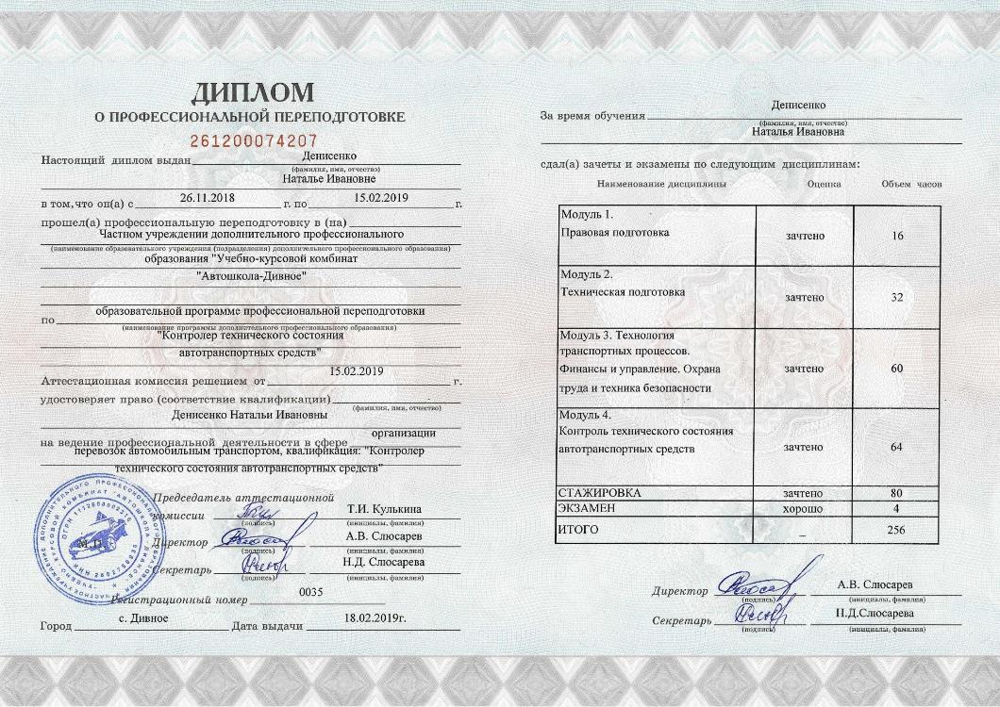 ДИПЛОМ
О ПРОФЕССИОНАЛЬНОЙ ПЕРЕПОДГОТОВКЕ
261200074207
Настоящий диплом выдан Денисенко
(фамилия, имя, отчество)
Наталье Ивановне
в том,что он(а) с 26.11.2018 г. по 15.02.2019 г.
прошел(а) профессиональную переподготовку в (на)
Частном учреждении дополнительного профессионального
(наименование образовательного учреждения (подразделения) дополнительного профессионального образования)
образования "Учебно-курсовой комбинат
"Автошкола-Дивное"
по образовательной программе профессиональной переподготовки
(наименование программы дополнительного профессионального образования)
"Контролер технического состояния
автотранспортных средств"
Аттестационная комиссия решением от 15.02.2019 г.
удостоверяет право (соответствие квалификации)
(фамилия, имя, отчество)
Денисенко Натальи Ивановны
на ведение профессиональной деятельности в сфере организации
перевозок автомобильным транспортом, квалификация: "Контролер
технического состояния автотранспортных средств"
Председатель аттестационной
комиссии Т.И. Кулькина
(подпись) (инициалы, фамилия)
Директор А.В. Слюсарев
(подпись) (инициалы, фамилия)
Секретарь Н.Д. Слюсарева
(подпись) (инициалы, фамилия)
М.П.
Регистрационный номер 0035
Город с. Дивное Дата выдачи 18.02.2019г.
За время обучения Денисенко
(фамилия, имя, отчество)
Наталья Ивановна
сдал(а) зачеты и экзамены по следующим дисциплинам:
Наименование дисциплины Оценка Объем часов
Модуль 1.
Правовая подготовка зачтено 16
Модуль 2.
Техническая подготовка зачтено 32
Модуль 3. Технология
транспортных процессов.
Финансы и управление. Охрана зачтено 60
труда и техника безопасности
Модуль 4.
Контроль технического состояния
автотранспортных средств зачтено 64
СТАЖИРОВКА зачтено 80
ЭКЗАМЕН хорошо 4
ИТОГО _ 256
Директор А.В. Слюсарев
(подпись) (инициалы, фамилия)
Секретарь Н.Д.Слюсарева
(подпись) (инициалы, фамилия)